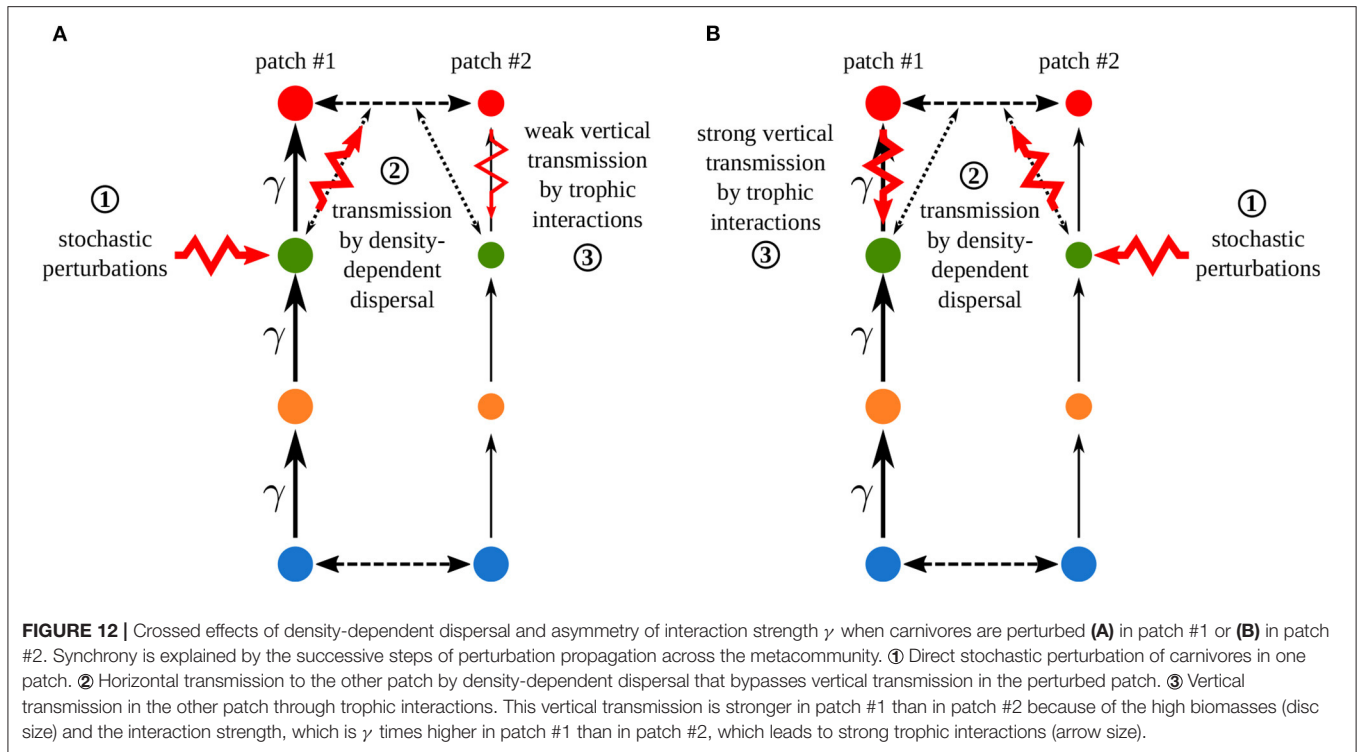 A
patch #1
patch #2
weak vertical
transmission
by trophic
interactions
③
γ
②
transmission
by density-
dependent
dispersal
①
stochastic
perturbations
γ
γ
B
patch #1
patch #2
strong vertical
transmission
by trophic
interactions
③
γ
②
transmission
by density-
dependent
dispersal
①
stochastic
perturbations
γ
γ
FIGURE 12 | Crossed effects of density-dependent dispersal and asymmetry of interaction strength γ when carnivores are perturbed (A) in patch #1 or (B) in patch
#2. Synchrony is explained by the successive steps of perturbation propagation across the metacommunity. ① Direct stochastic perturbation of carnivores in one
patch. ② Horizontal transmission to the other patch by density-dependent dispersal that bypasses vertical transmission in the perturbed patch. ③ Vertical
transmission in the other patch through trophic interactions. This vertical transmission is stronger in patch #1 than in patch #2 because of the high biomasses (disc
size) and the interaction strength, which is γ times higher in patch #1 than in patch #2, which leads to strong trophic interactions (arrow size).